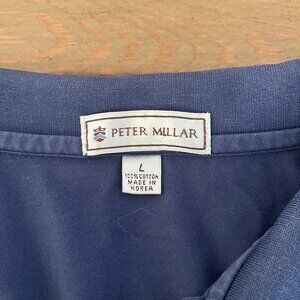 PETER MILLAR
L
100% COTTON
MADE IN
KOREA